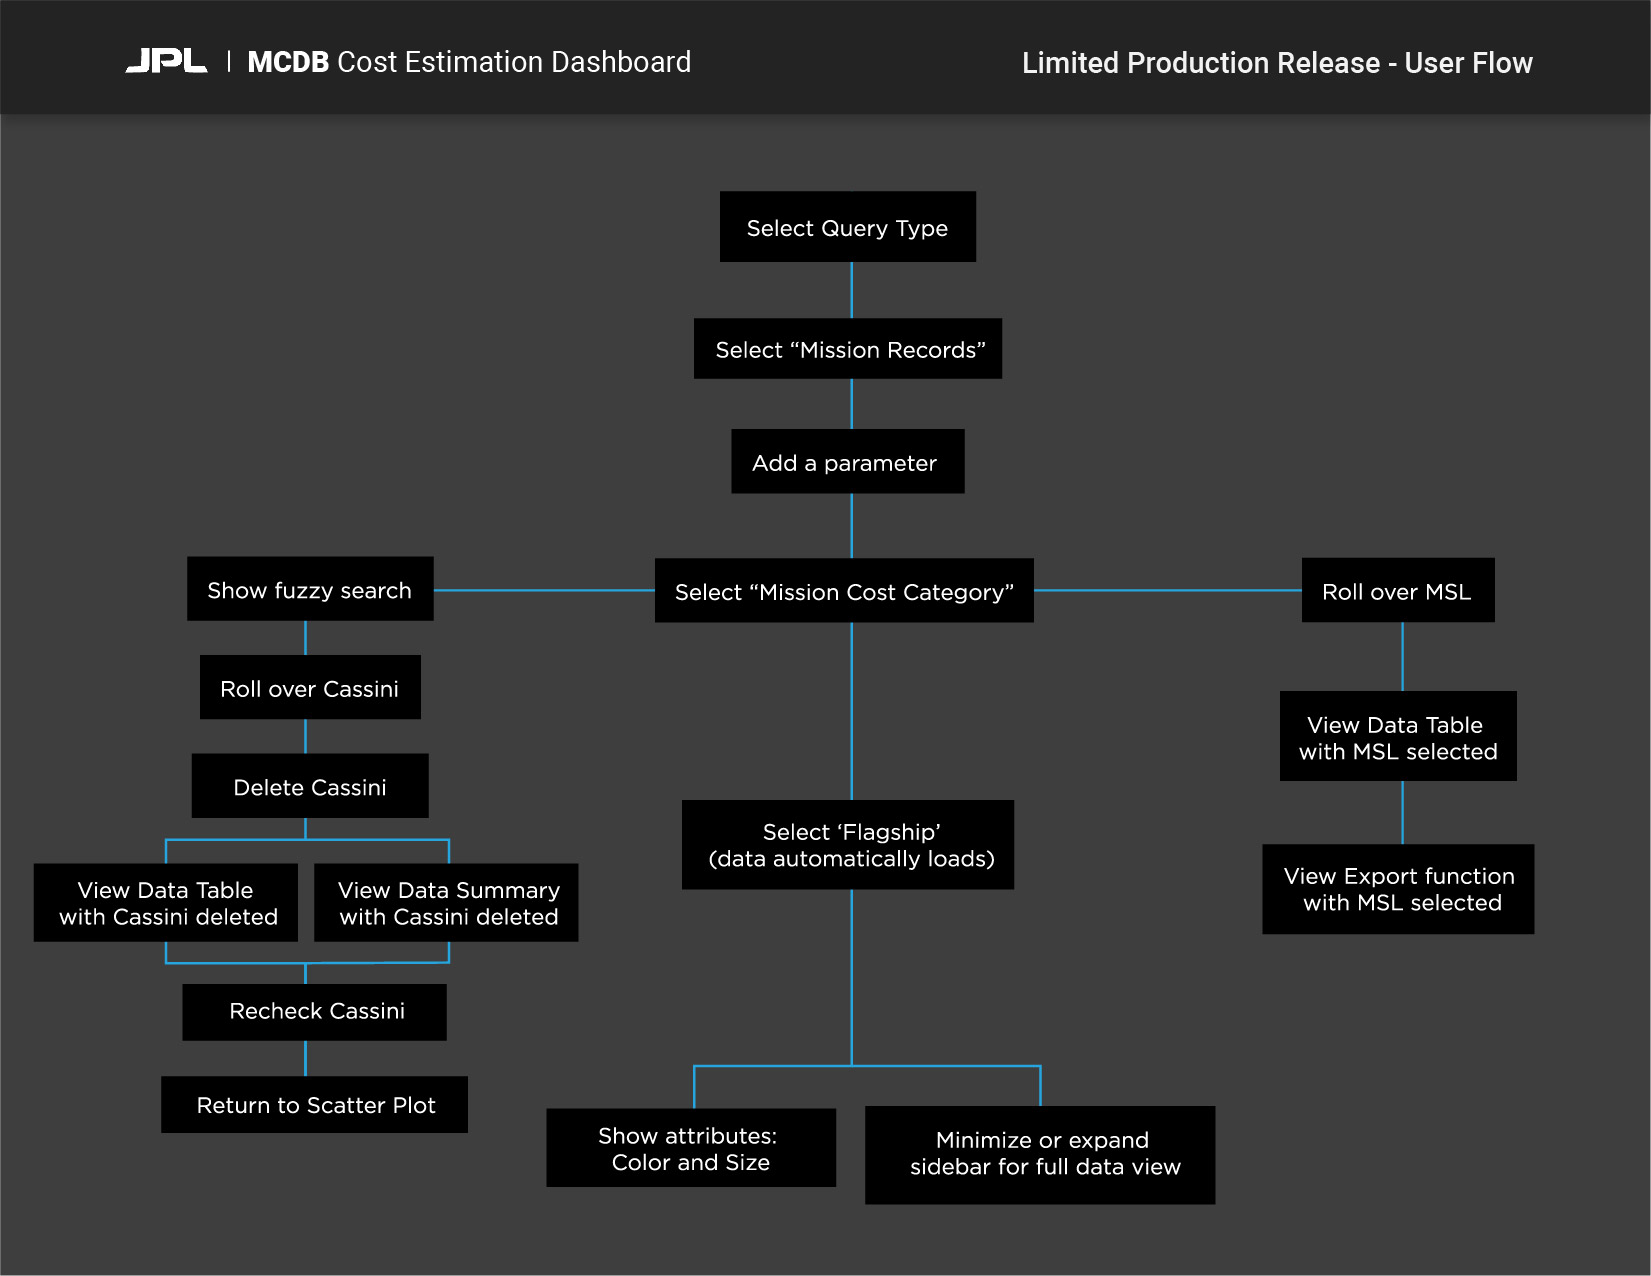 JPL | MCDB Cost Estimation Dashboard
Limited Production Release - User Flow
Select Query Type
Select “Mission Records”
Add a parameter
Show fuzzy search
Select “Mission Cost Category”
Roll over MSL
Roll over Cassini
View Data Table
with MSL selected
Delete Cassini
Select ‘Flagship’
(data automatically loads)
View Data Table
with Cassini deleted
View Data Summary
with Cassini deleted
View Export function
with MSL selected
Recheck Cassini
Return to Scatter Plot
Show attributes:
Color and Size
Minimize or expand
sidebar for full data view